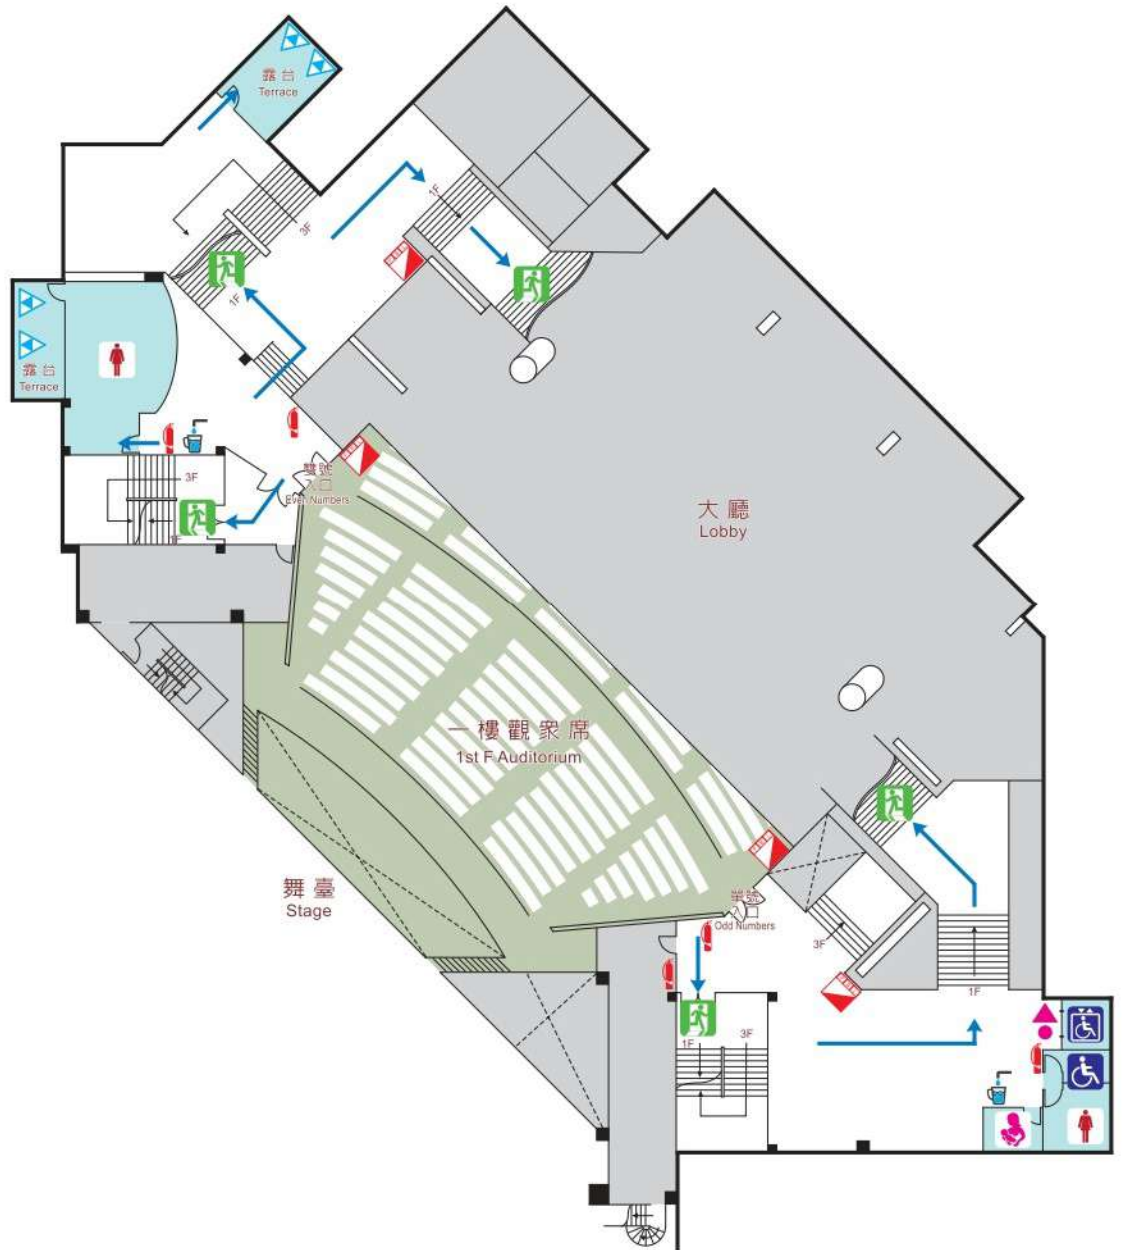 露台
Terrace
1F
3F
1F
露台
Terrace
雙號
入口
Even Numbers
3F
1F
大廳
Lobby
一樓觀眾席
1st F Auditorium
舞臺
Stage
單號
入口
Odd Numbers
3F
1F
1F
3F